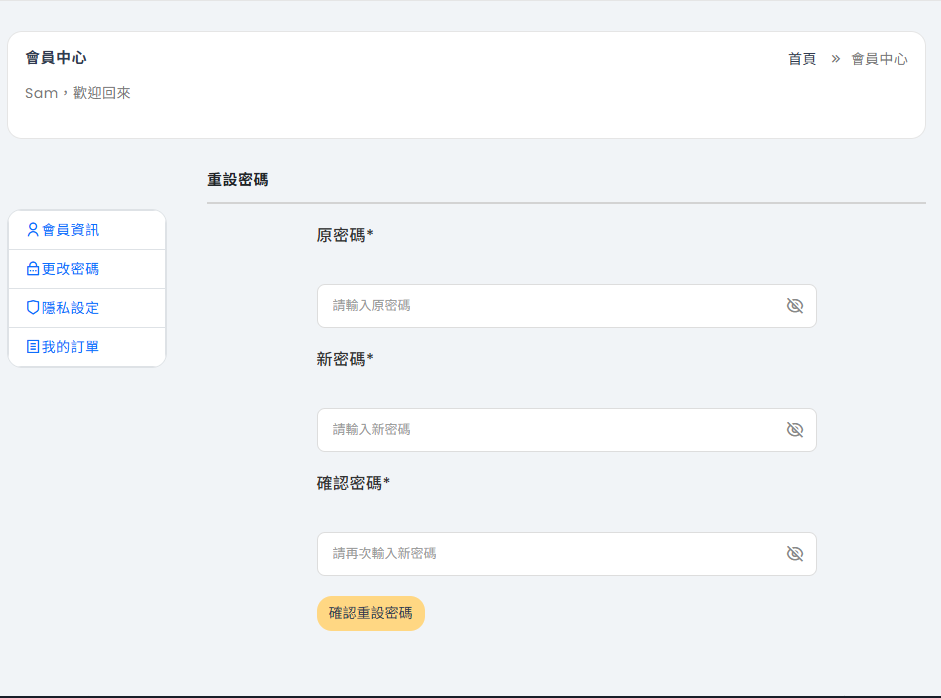 會員中心
首頁 » 會員中心
Sam，歡迎回來
重設密碼
會員資訊
更改密碼
隱私設定
我的訂單
原密碼*
請輸入原密碼
新密碼*
請輸入新密碼
確認密碼*
請再次輸入新密碼
確認重設密碼